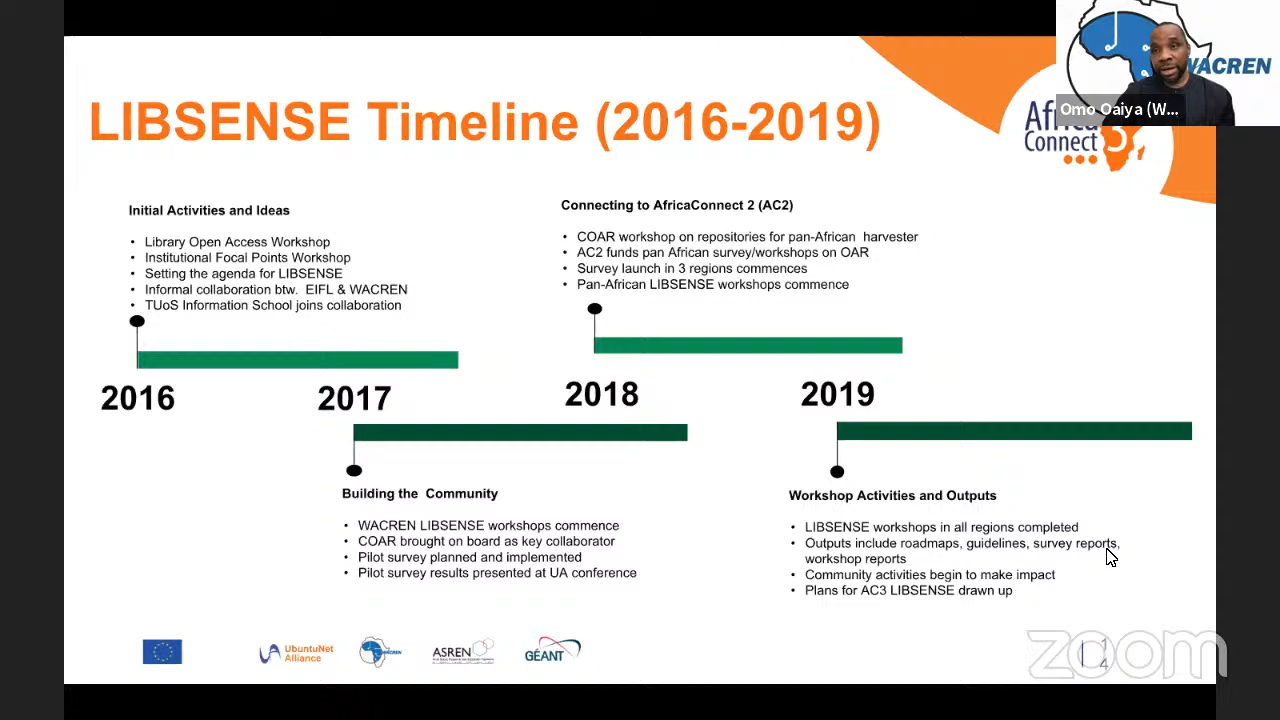 WACREN
Omo Oaiya (W...
LIBSENSE Timeline (2016-2019)
Africa
Connect
3
Initial Activities and Ideas
• Library Open Access Workshop
• Institutional Focal Points Workshop
• Setting the agenda for LIBSENSE
• Informal collaboration btw. EIFL & WACREN
• TUoS Information School joins collaboration
Connecting to AfricaConnect 2 (AC2)
• COAR workshop on repositories for pan-African harvester
• AC2 funds pan African survey/workshops on OAR
• Survey launch in 3 regions commences
• Pan-African LIBSENSE workshops commence
2016
2017
2018
2019
Building the Community
• WACREN LIBSENSE workshops commence
• COAR brought on board as key collaborator
• Pilot survey planned and implemented
• Pilot survey results presented at UA conference
Workshop Activities and Outputs
• LIBSENSE workshops in all regions completed
• Outputs include roadmaps, guidelines, survey reports,
workshop reports
• Community activities begin to make impact
• Plans for AC3 LIBSENSE drawn up
UbuntuNet
Alliance
WACREN
ASREN
GÉANT
zoom
1
4